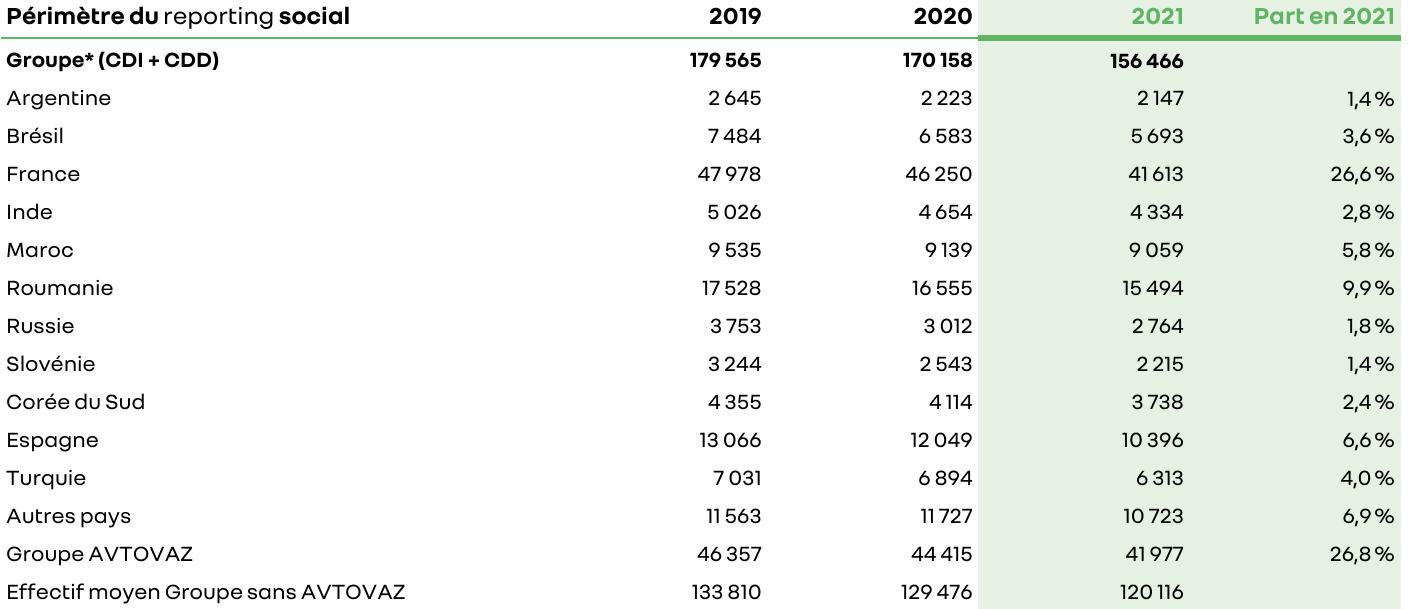 Périmètre du reporting social 2019 2020 2021 Part en 2021
Groupe* (CDI + CDD) 179 565 170 158 156 466
Argentine 2 645 2 223 2 147 1,4 %
Brésil 7 484 6 583 5 693 3,6 %
France 47 978 46 250 41 613 26,6 %
Inde 5 026 4 654 4 334 2,8 %
Maroc 9 535 9 139 9 059 5,8 %
Roumanie 17 528 16 555 15 494 9,9 %
Russie 3 753 3 012 2 764 1,8 %
Slovénie 3 244 2 543 2 215 1,4 %
Corée du Sud 4 355 4 114 3 738 2,4 %
Espagne 13 066 12 049 10 396 6,6 %
Turquie 7 031 6 894 6 313 4,0 %
Autres pays 11 563 11 727 10 723 6,9 %
Groupe AVTOVAZ 46 357 44 415 41 977 26,8 %
Effectif moyen Groupe sans AVTOVAZ 133 810 129 476 120 116